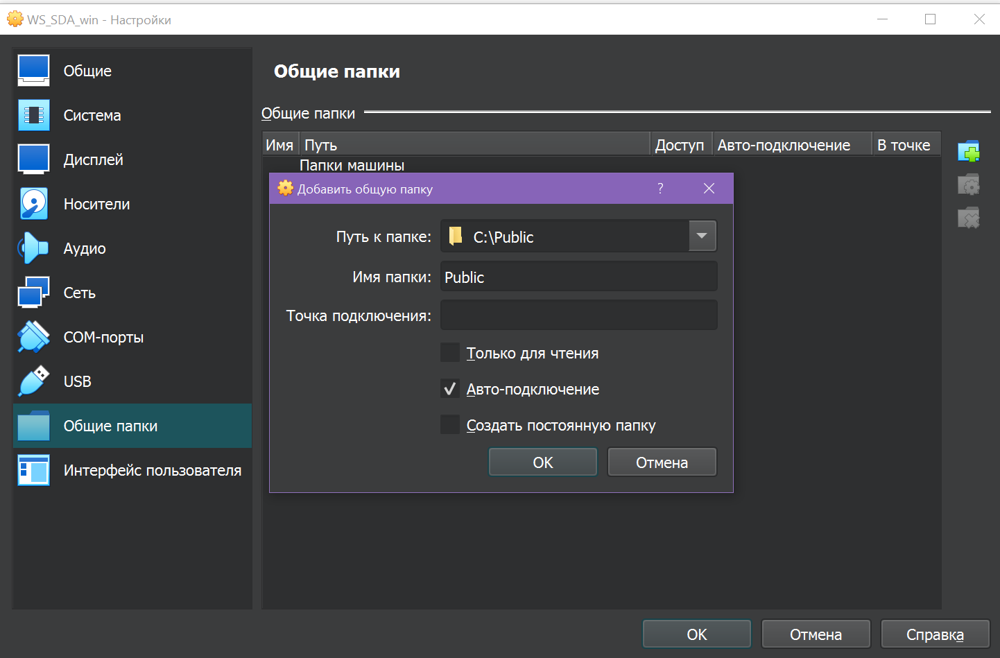 WS_SDA_win - Настройки
Общие
Система
Дисплей
Носители
Аудио
Сеть
COM-порты
USB
Общие папки
Интерфейс пользователя
Общие папки
Общие папки
Имя Путь Доступ Авто-подключение В точке
Папки машины
Добавить общую папку ?
Путь к папке: C:\Public
Имя папки: Public
Точка подключения:
Только для чтения
Авто-подключение
Создать постоянную папку
OK Отмена
OK Отмена Справка